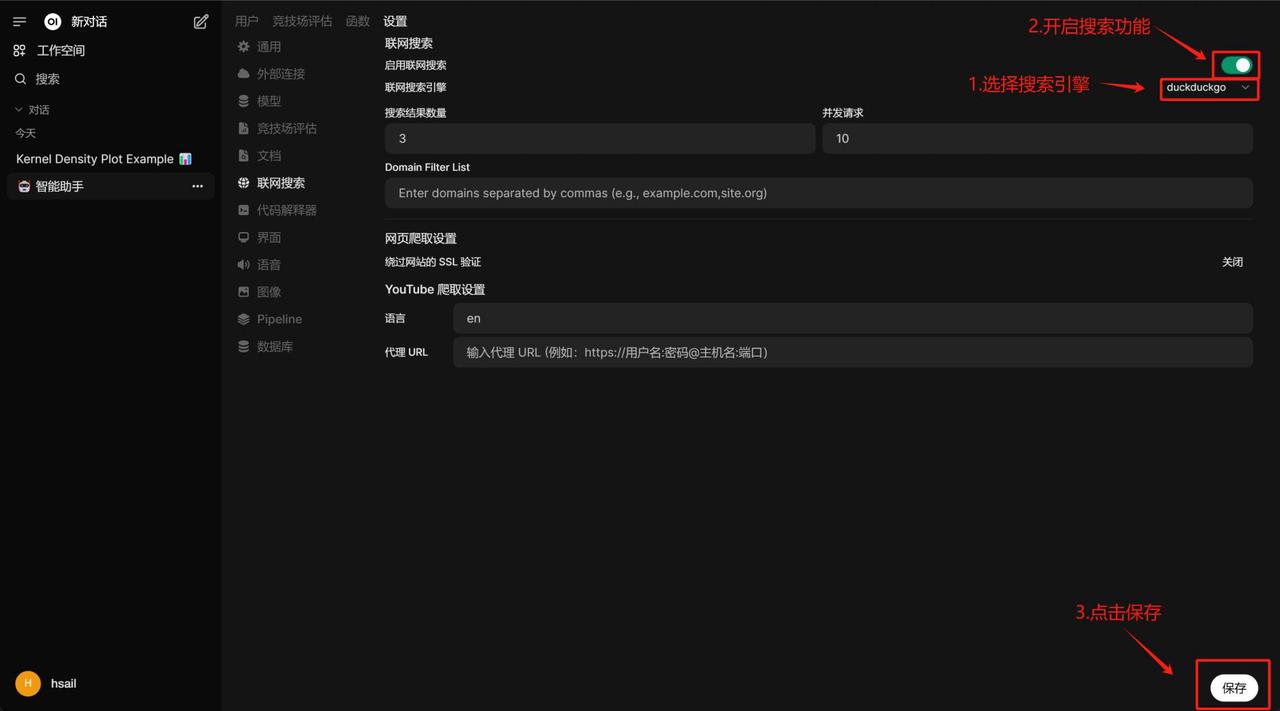 OI 新对话
工作空间
搜索
对话
今天
Kernel Density Plot Example
智能助手
H hsail
用户 竞技场评估 函数 设置
通用
外部连接
模型
竞技场评估
文档
联网搜索
代码解释器
界面
语音
图像
Pipeline
数据库
联网搜索
2.开启搜索功能
启用联网搜索
1.选择搜索引擎
联网搜索引擎 duckduckgo
搜索结果数量 并发请求
3 10
Domain Filter List
Enter domains separated by commas (e.g., example.com,site.org)
网页爬取设置
绕过网站的 SSL 验证 关闭
YouTube 爬取设置
语言 en
代理 URL 输入代理 URL (例如：https://用户名:密码@主机名:端口)
3.点击保存
保存